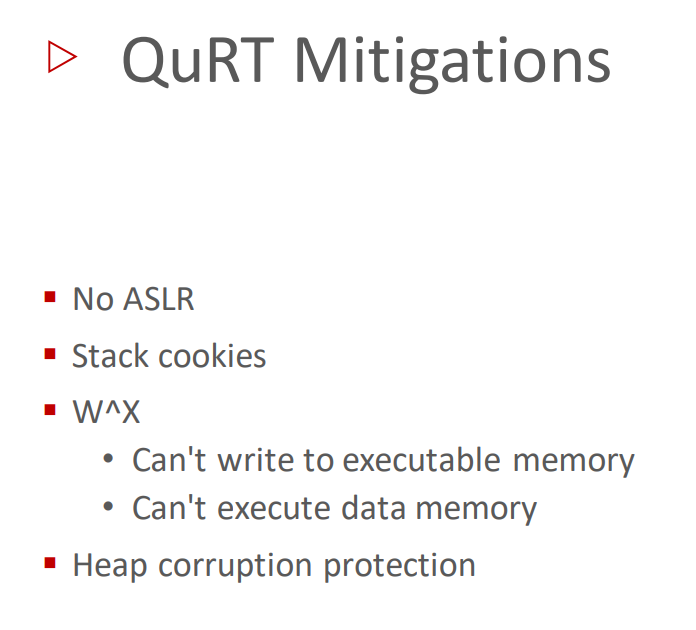 QuRT Mitigations
No ASLR
Stack cookies
W^X
Can't write to executable memory
Can't execute data memory
Heap corruption protection